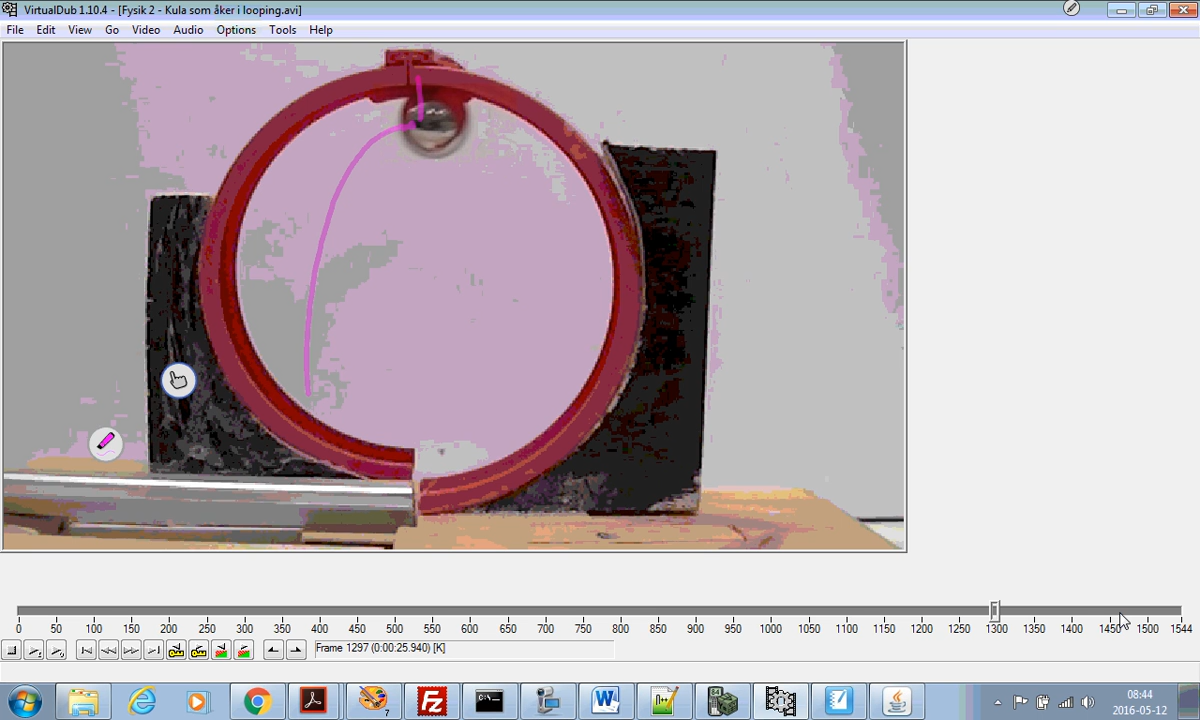 VirtualDub 1.10.4 - [Fysik 2 - Kula som åker i looping.avi]
File Edit View Go Video Audio Options Tools Help
0 50 100 150 200 250 300 350 400 450 500 550 600 650 700 750 800 850 900 950 1000 1050 1100 1150 1200 1250 1300 1350 1400 1450 1500 1544
Frame 1297 (0:00:25.940) [K]
08:44
2016-05-12